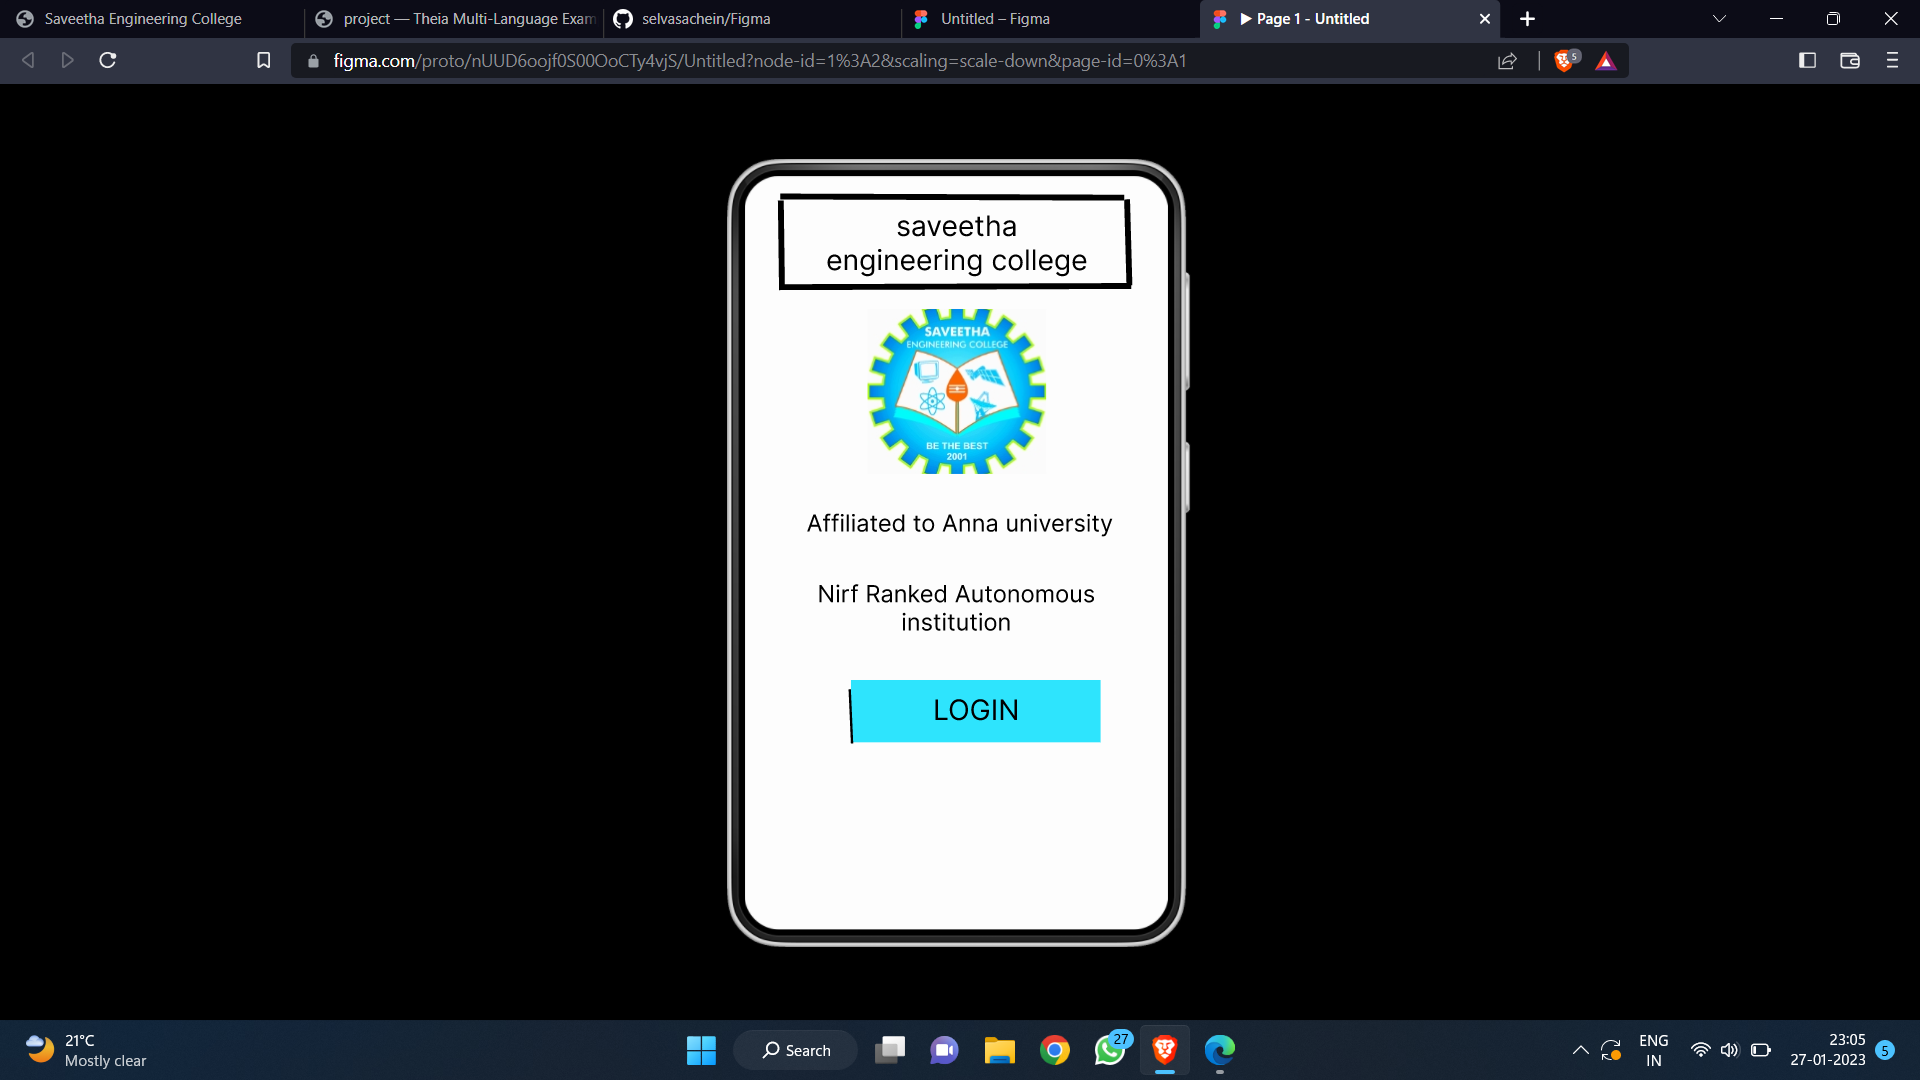 Saveetha Engineering College
project — Theia Multi-Language Exam
selvasachein/Figma
Untitled – Figma
▶ Page 1 - Untitled
figma.com/proto/nUUD6oojf0S00OoCTy4vjS/Untitled?node-id=1%3A2&scaling=scale-down&page-id=0%3A1
5
saveetha
engineering college
SAVEETHA
ENGINEERING COLLEGE
BE THE BEST
2001
Affiliated to Anna university
Nirf Ranked Autonomous
institution
LOGIN
21°C
Mostly clear
Search
27
ENG
IN
23:05
27-01-2023
5